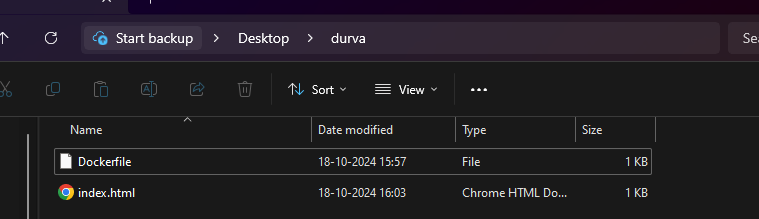 Start backup > Desktop > durva Sea
Sort View ...
Name Date modified Type Size
Dockerfile 18-10-2024 15:57 File 1 KB
index.html 18-10-2024 16:03 Chrome HTML Do... 1 KB